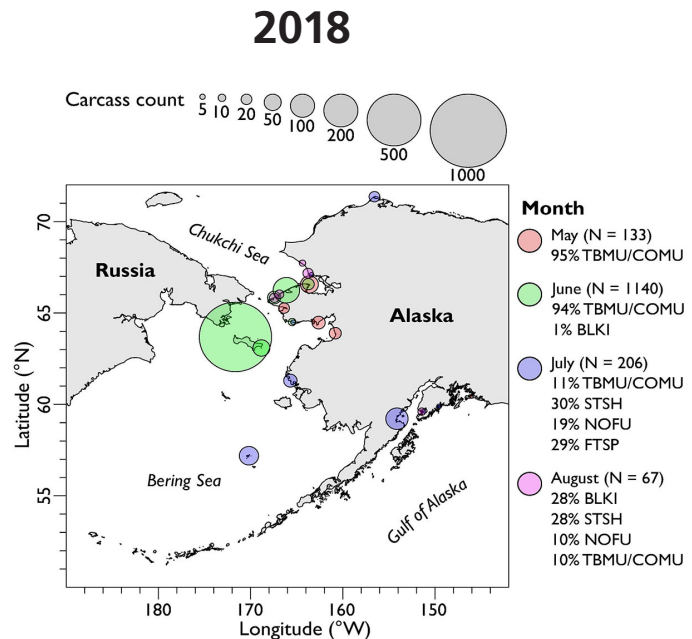 2018
Carcass count
5 10 20 50 100 200 500 1000
Month
May (N = 133)
95% TBMU/COMU
June (N = 1140)
94% TBMU/COMU
1% BLKI
July (N = 206)
11% TBMU/COMU
30% STSH
19% NOFU
29% FTSP
August (N = 67)
28% BLKI
28% STSH
10% NOFU
10% TBMU/COMU
Chukchi Sea
Russia
Alaska
Bering Sea
Gulf of Alaska
Latitude (°N)
70
65
60
55
180 170 160 150
Longitude (°W)